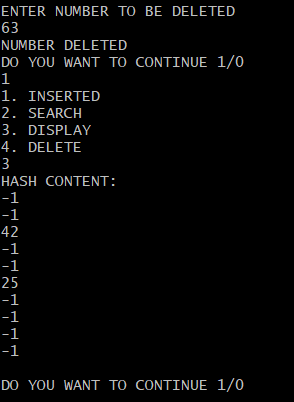 ENTER NUMBER TO BE DELETED
63
NUMBER DELETED
DO YOU WANT TO CONTINUE 1/0
1
1. INSERTED
2. SEARCH
3. DISPLAY
4. DELETE
3
HASH CONTENT:
-1
-1
42
-1
-1
25
-1
-1
-1
-1
DO YOU WANT TO CONTINUE 1/0